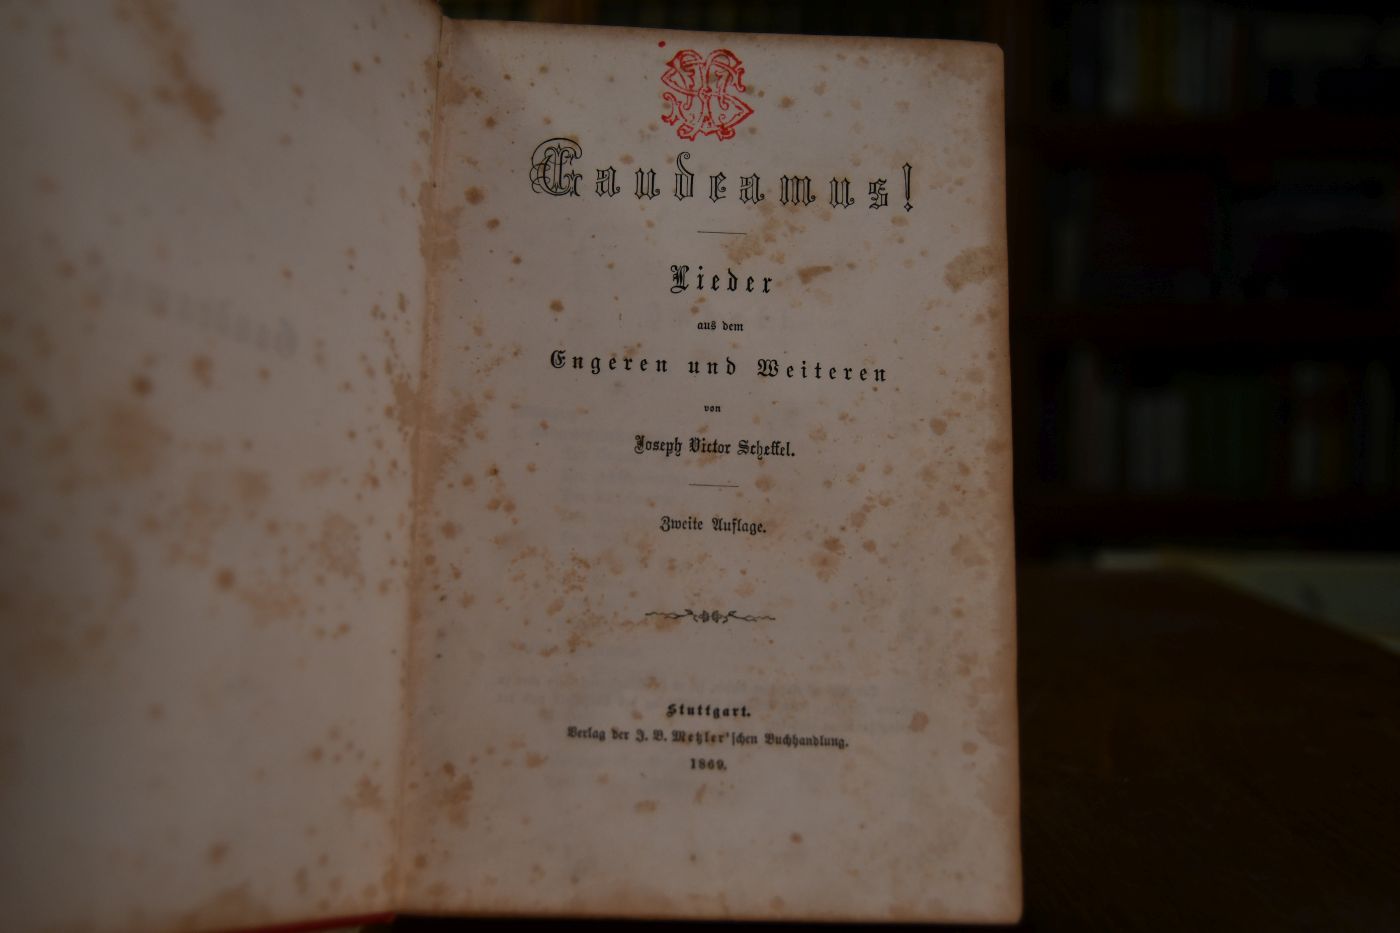 Gaudeamus!
Lieder
aus dem
Engeren und Weiteren
von
Joseph Victor Scheffel.
Zweite Auflage.
Stuttgart.
Verlag der J. B. Metzler'schen Buchhandlung.
1869.